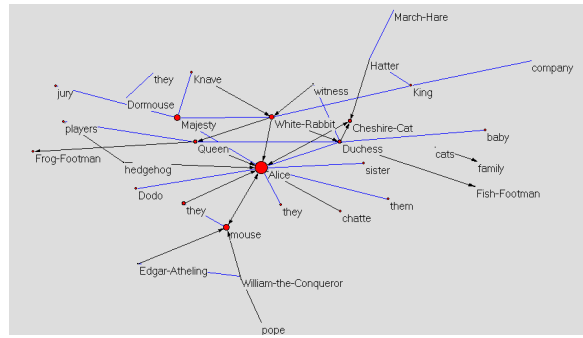 March-Hare
Hatter
company
they
Knave
witness
King
jury
Dormouse
Majesty
White-Rabbit
Cheshire-Cat
players
baby
Queen
Duchess
cats
Frog-Footman
hedgehog
family
sister
Alice
Dodo
Fish-Footman
them
they
they
chatte
mouse
Edgar-Atheling
William-the-Conqueror
pope